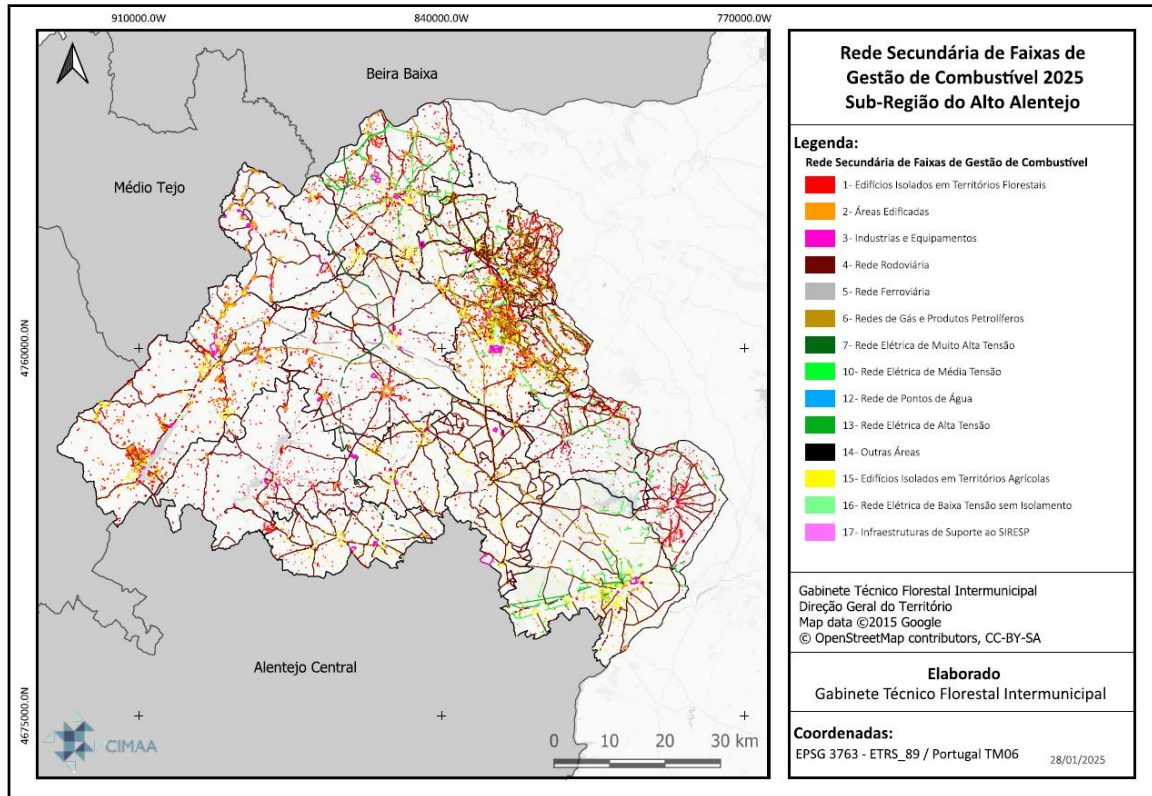 910000.0W
840000.0W
770000.0W
Beira Baixa
Médio Tejo
4760000.0N
Alentejo Central
4675000.0N
CIMAA
0 10 20 30 km
Rede Secundária de Faixas de
Gestão de Combustível 2025
Sub-Região do Alto Alentejo
Legenda:
Rede Secundária de Faixas de Gestão de Combustível
1- Edifícios Isolados em Territórios Florestais
2- Áreas Edificadas
3- Industrias e Equipamentos
4- Rede Rodoviária
5- Rede Ferroviária
6- Redes de Gás e Produtos Petrolíferos
7- Rede Elétrica de Muito Alta Tensão
10- Rede Elétrica de Média Tensão
12- Rede de Pontos de Água
13- Rede Elétrica de Alta Tensão
14- Outras Áreas
15- Edifícios Isolados em Territórios Agrícolas
16- Rede Elétrica de Baixa Tensão sem Isolamento
17- Infraestruturas de Suporte ao SIRESP
Gabinete Técnico Florestal Intermunicipal
Direção Geral do Território
Map data ©2015 Google
© OpenStreetMap contributors, CC-BY-SA
Elaborado
Gabinete Técnico Florestal Intermunicipal
Coordenadas:
EPSG 3763 - ETRS_89 / Portugal TM06
28/01/2025